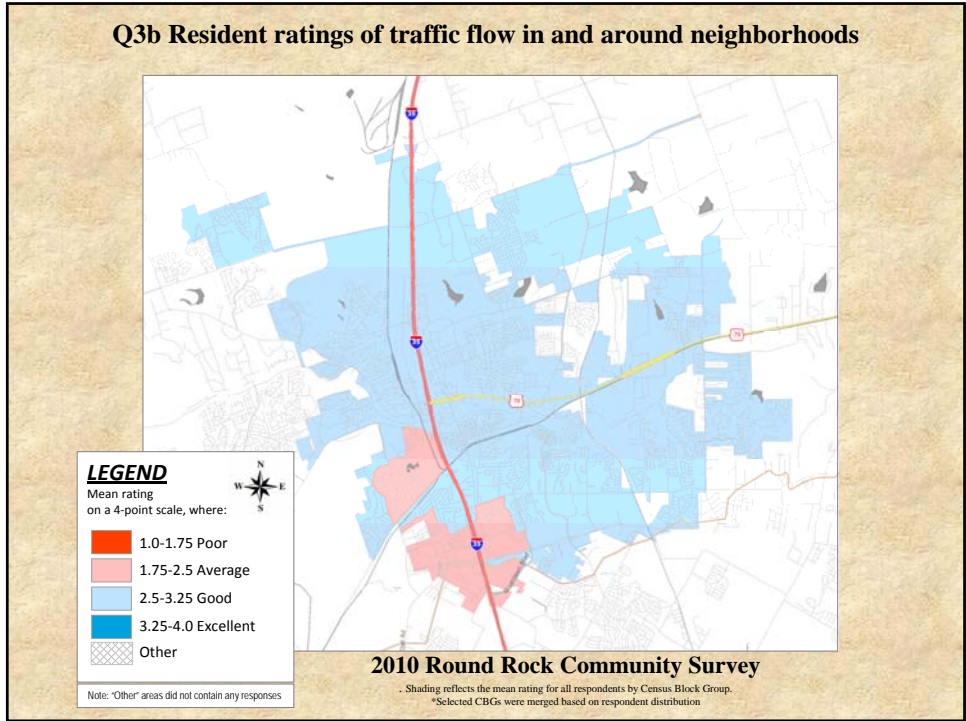 Q3b Resident ratings of traffic flow in and around neighborhoods
35
35
79
79
35
LEGEND
Mean rating
on a 4-point scale, where:
N
W E
S
1.0-1.75 Poor
1.75-2.5 Average
2.5-3.25 Good
3.25-4.0 Excellent
Other
Note: "Other" areas did not contain any responses
2010 Round Rock Community Survey
. Shading reflects the mean rating for all respondents by Census Block Group.
*Selected CBGs were merged based on respondent distribution